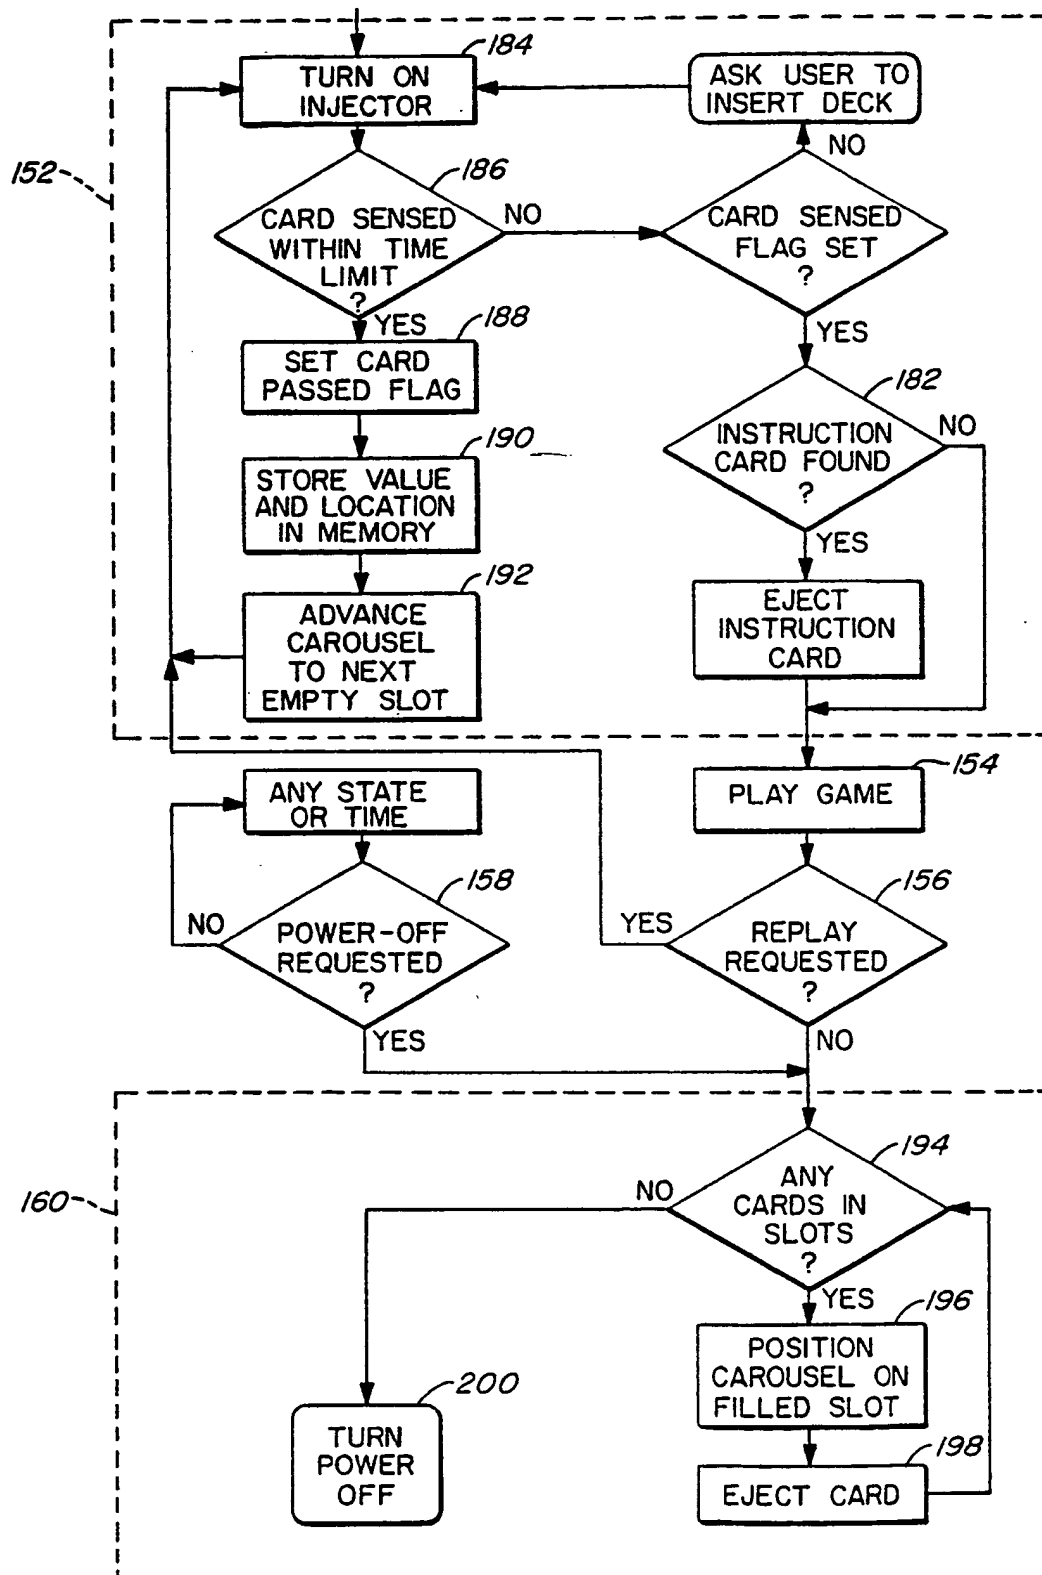 184
TURN ON
INJECTOR
ASK USER TO
INSERT DECK
NO
152
186
CARD SENSED
WITHIN TIME
LIMIT
?
NO
CARD SENSED
FLAG SET
?
YES
188
YES
SET CARD
PASSED FLAG
182
INSTRUCTION
CARD FOUND
?
NO
190
STORE VALUE
AND LOCATION
IN MEMORY
YES
192
ADVANCE
CAROUSEL
TO NEXT
EMPTY SLOT
EJECT
INSTRUCTION
CARD
ANY STATE
OR TIME
154
PLAY GAME
158
NO
POWER-OFF
REQUESTED
?
YES
156
YES
REPLAY
REQUESTED
?
NO
160
194
NO
ANY
CARDS IN
SLOTS
?
YES
196
POSITION
CAROUSEL ON
FILLED SLOT
200
TURN
POWER
OFF
198
EJECT CARD